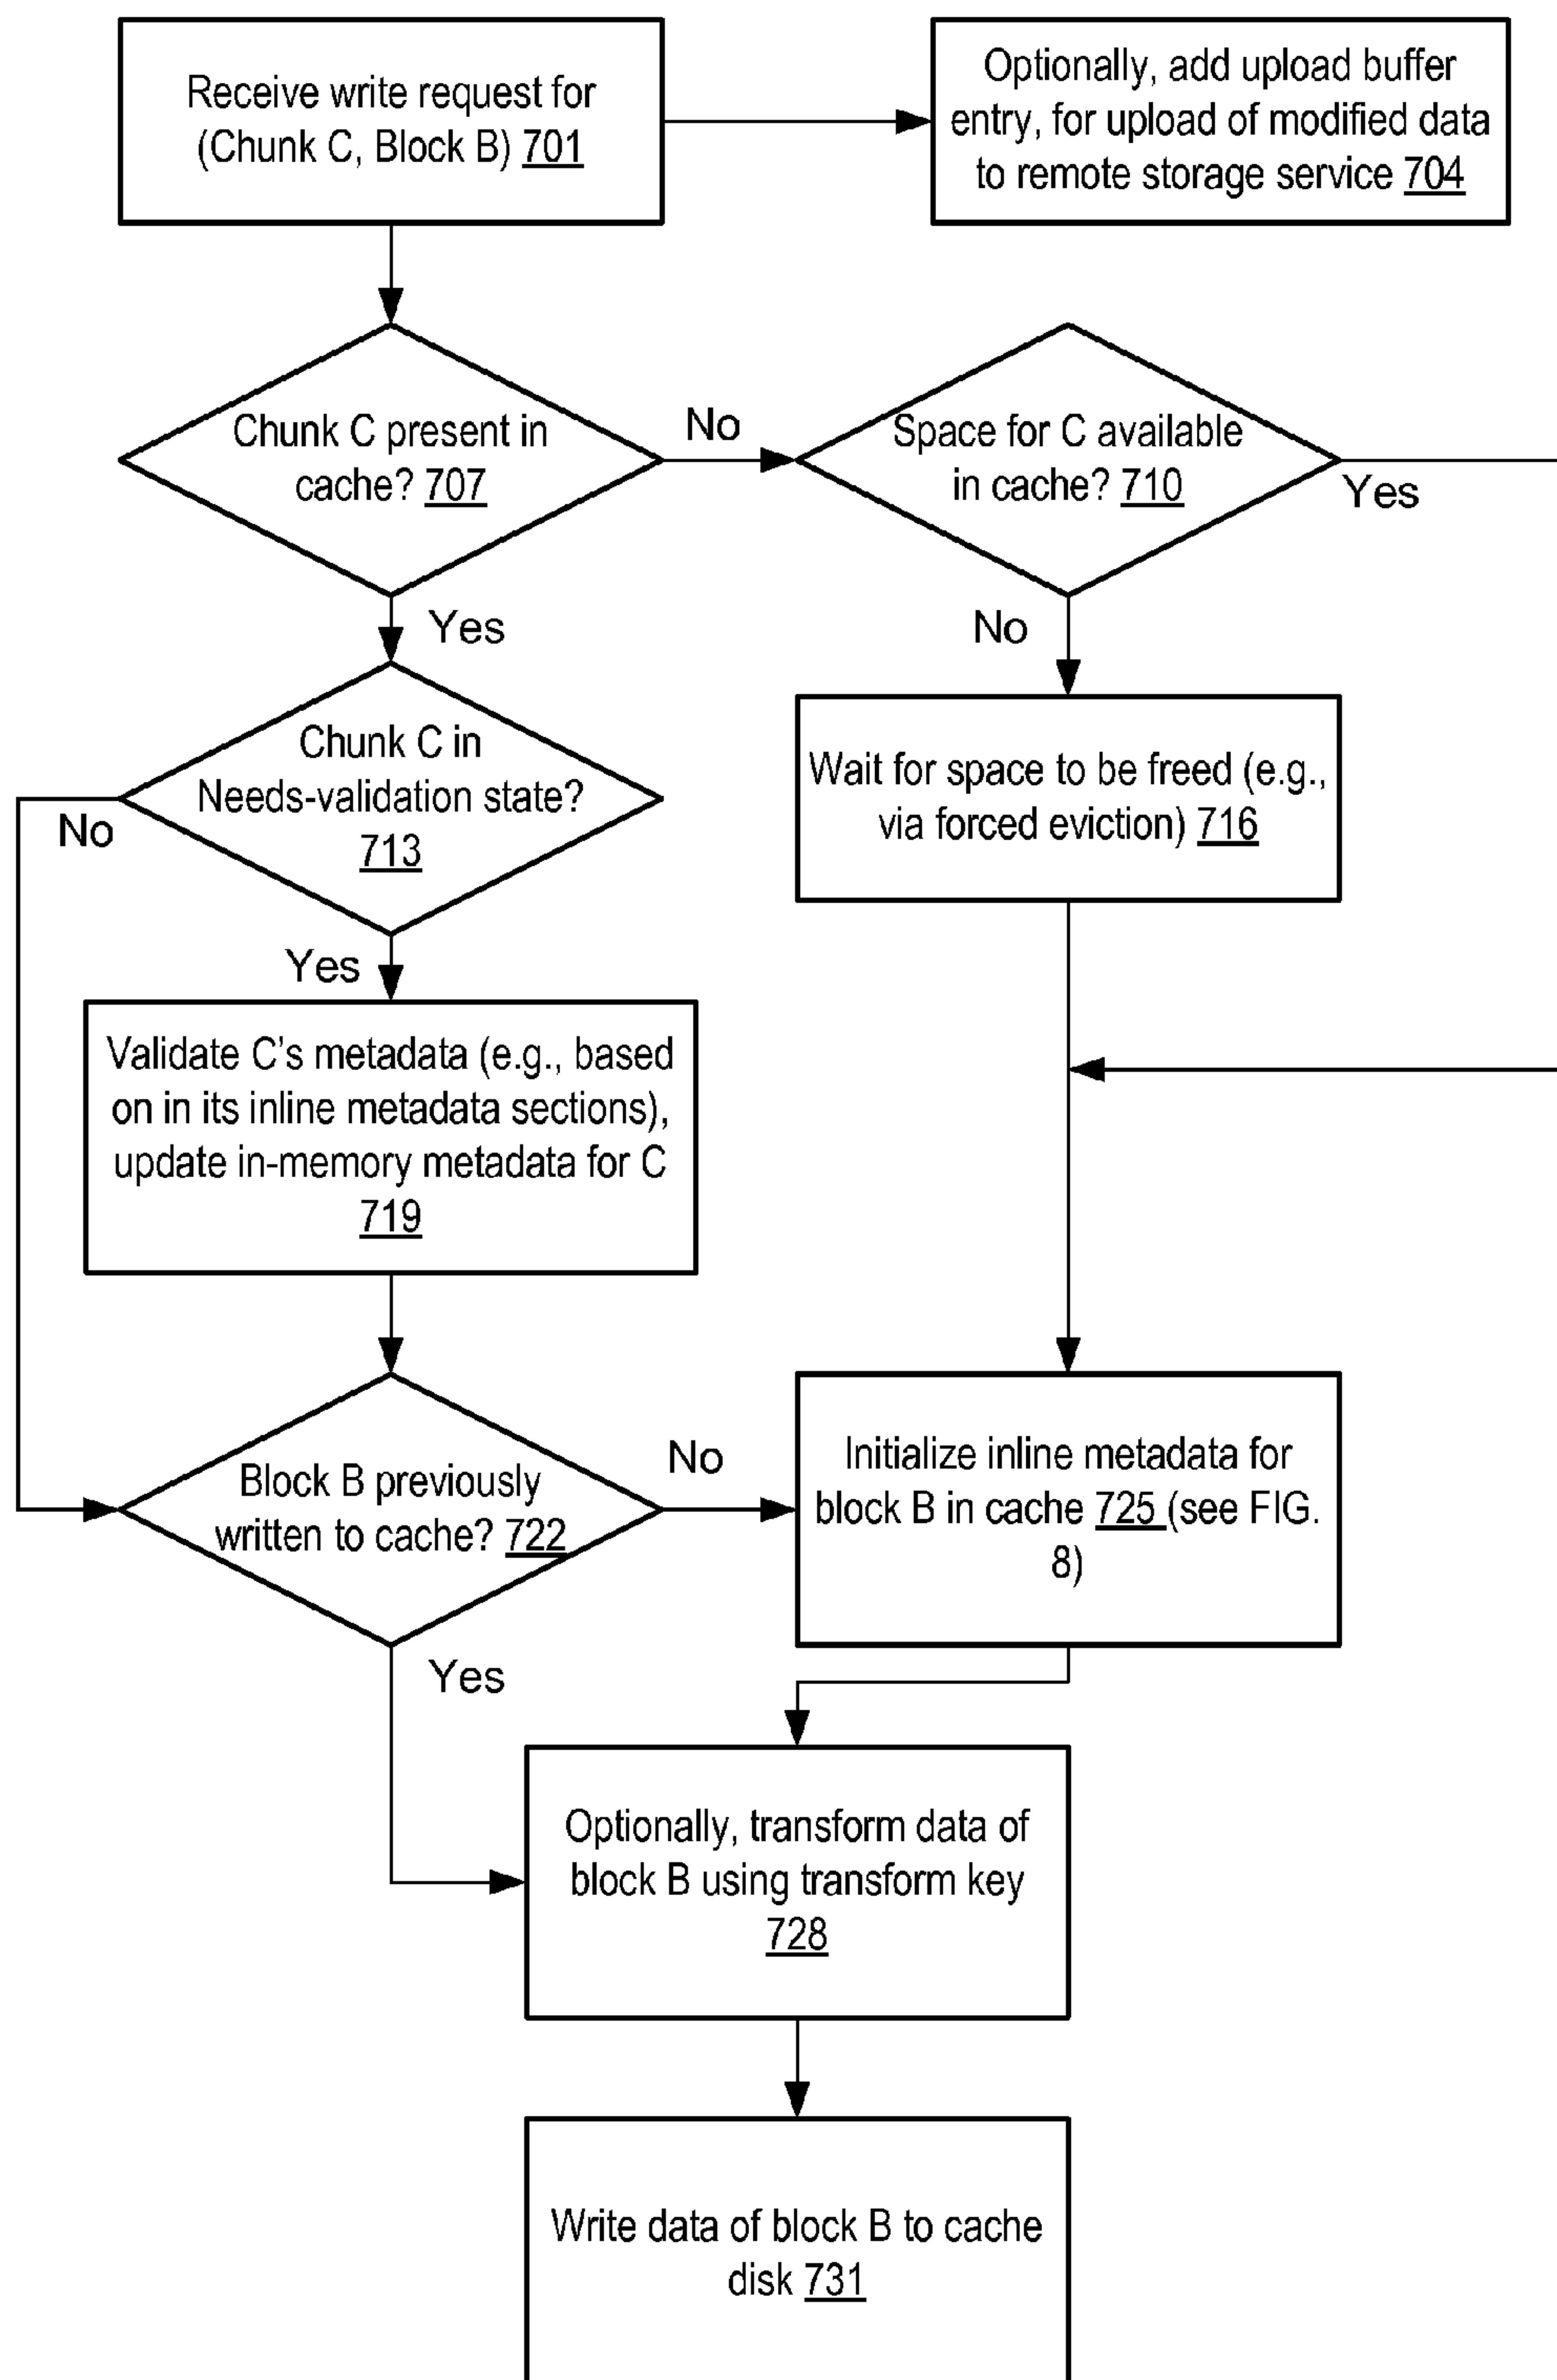 Receive write request for
(Chunk C, Block B) 701
Optionally, add upload buffer
entry, for upload of modified data
to remote storage service 704
Chunk C present in
cache? 707
No
Space for C available
in cache? 710
Yes
Yes
No
Chunk C in
Needs-validation state?
713
No
Wait for space to be freed (e.g.,
via forced eviction) 716
Yes
Validate C's metadata (e.g., based
on in its inline metadata sections),
update in-memory metadata for C
719
Block B previously
written to cache? 722
No
Initialize inline metadata for
block B in cache 725 (see FIG.
8)
Yes
Optionally, transform data of
block B using transform key
728
Write data of block B to cache
disk 731